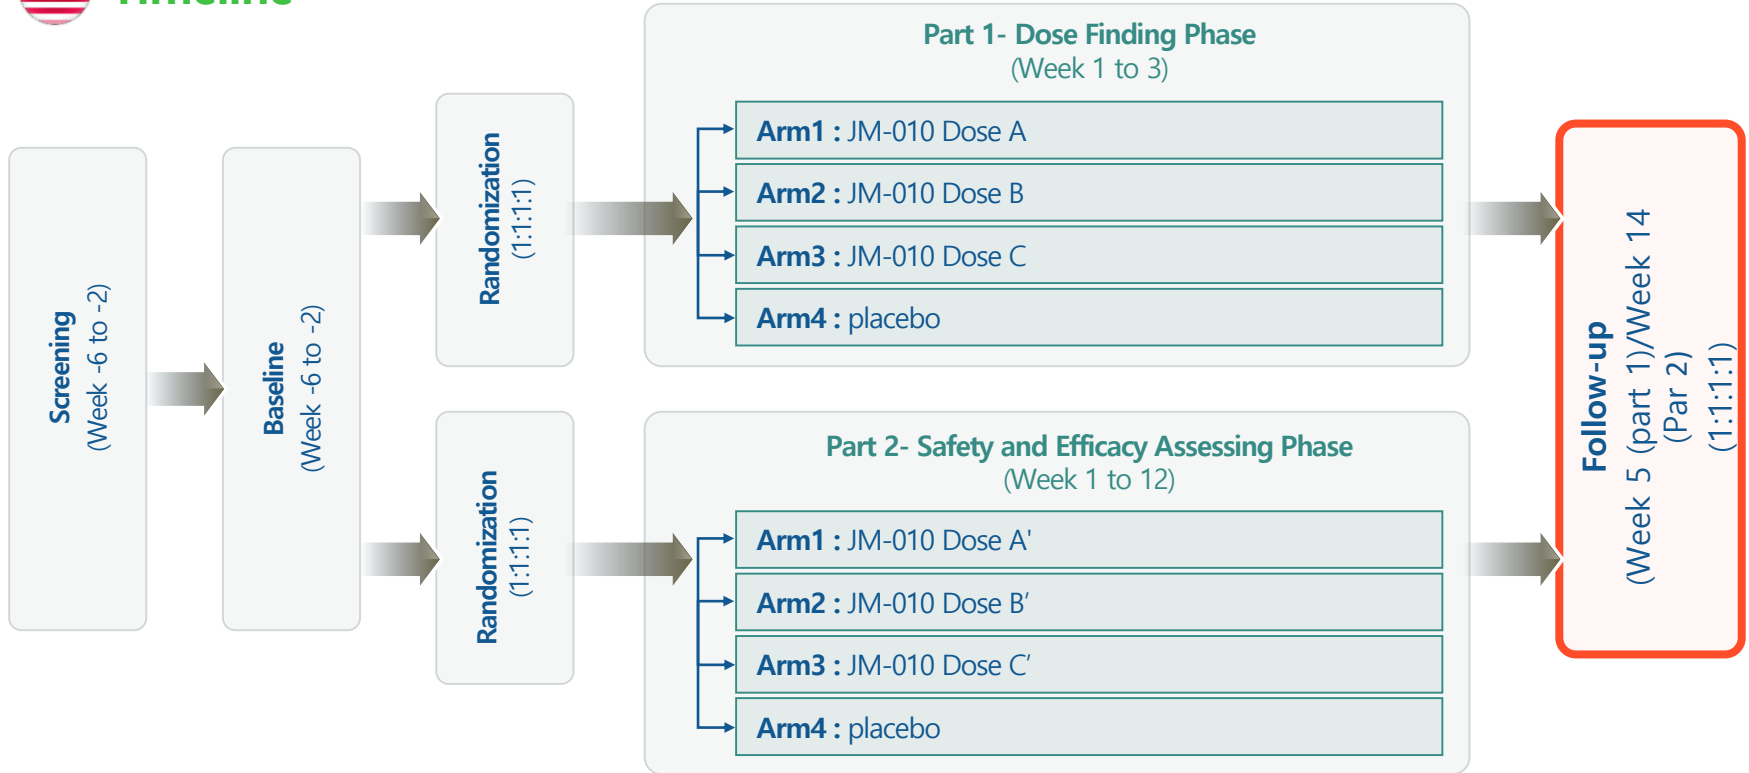 Timeline
Screening
(Week -6 to -2)
Baseline
(Week -6 to -2)
Randomization
(1:1:1:1)
Part 1- Dose Finding Phase
(Week 1 to 3)
Arm1 : JM-010 Dose A
Arm2 : JM-010 Dose B
Arm3 : JM-010 Dose C
Arm4 : placebo
Randomization
(1:1:1:1)
Part 2- Safety and Efficacy Assessing Phase
(Week 1 to 12)
Arm1 : JM-010 Dose A'
Arm2 : JM-010 Dose B’
Arm3 : JM-010 Dose C’
Arm4 : placebo
Follow-up
(Week 5 (part 1)/Week 14
(Par 2)
(1:1:1:1)